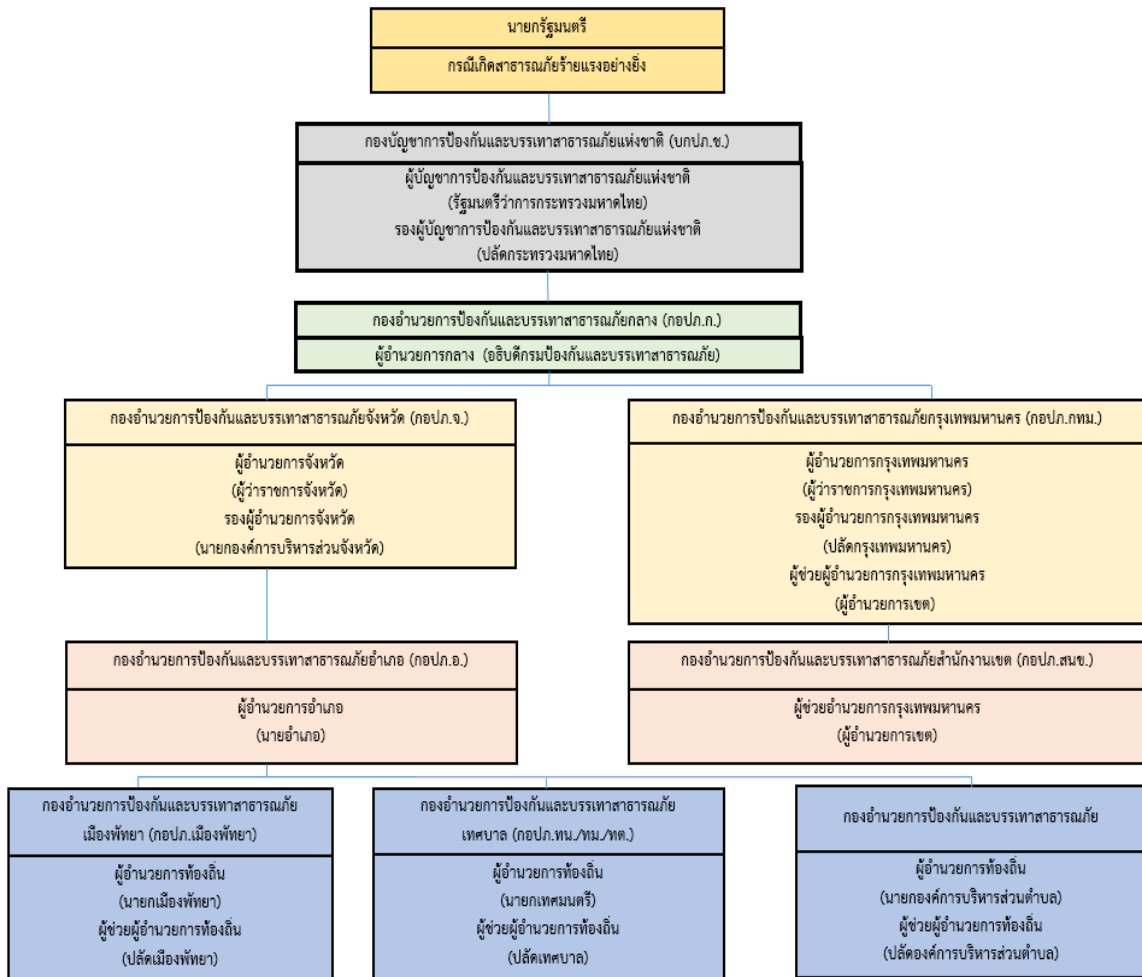 นายกรัฐมนตรี
กรณีเกิดสาธารณภัยร้ายแรงอย่างยิ่ง
กองบัญชาการป้องกันและบรรเทาสาธารณภัยแห่งชาติ (บกปภ.ช.)
ผู้บัญชาการป้องกันและบรรเทาสาธารณภัยแห่งชาติ
(รัฐมนตรีว่าการกระทรวงมหาดไทย)
รองผู้บัญชาการป้องกันและบรรเทาสาธารณภัยแห่งชาติ
(ปลัดกระทรวงมหาดไทย)
กองอำนวยการป้องกันและบรรเทาสาธารณภัยกลาง (กอปภ.ก.)
ผู้อำนวยการกลาง (อธิบดีกรมป้องกันและบรรเทาสาธารณภัย)
กองอำนวยการป้องกันและบรรเทาสาธารณภัยจังหวัด (กอปภ.จ.)
ผู้อำนวยการจังหวัด
(ผู้ว่าราชการจังหวัด)
รองผู้อำนวยการจังหวัด
(นายกองค์การบริหารส่วนจังหวัด)
กองอำนวยการป้องกันและบรรเทาสาธารณภัยกรุงเทพมหานคร (กอปภ.กทม.)
ผู้อำนวยการกรุงเทพมหานคร
(ผู้ว่าราชการกรุงเทพมหานคร)
รองผู้อำนวยการกรุงเทพมหานคร
(ปลัดกรุงเทพมหานคร)
ผู้ช่วยผู้อำนวยการกรุงเทพมหานคร
(ผู้อำนวยการเขต)
กองอำนวยการป้องกันและบรรเทาสาธารณภัยอำเภอ (กอปภ.อ.)
ผู้อำนวยการอำเภอ
(นายอำเภอ)
กองอำนวยการป้องกันและบรรเทาสาธารณภัยสำนักงานเขต (กอปภ.สนข.)
ผู้ช่วยอำนวยการกรุงเทพมหานคร
(ผู้อำนวยการเขต)
กองอำนวยการป้องกันและบรรเทาสาธารณภัย
เมืองพัทยา (กอปภ.เมืองพัทยา)
ผู้อำนวยการท้องถิ่น
(นายกเมืองพัทยา)
ผู้ช่วยผู้อำนวยการท้องถิ่น
(ปลัดเมืองพัทยา)
กองอำนวยการป้องกันและบรรเทาสาธารณภัย
เทศบาล (กอปภ.ทน./ทม./ทต.)
ผู้อำนวยการท้องถิ่น
(นายกเทศมนตรี)
ผู้ช่วยผู้อำนวยการท้องถิ่น
(ปลัดเทศบาล)
กองอำนวยการป้องกันและบรรเทาสาธารณภัย
ผู้อำนวยการท้องถิ่น
(นายกองค์การบริหารส่วนตำบล)
ผู้ช่วยผู้อำนวยการท้องถิ่น
(ปลัดองค์การบริหารส่วนตำบล)